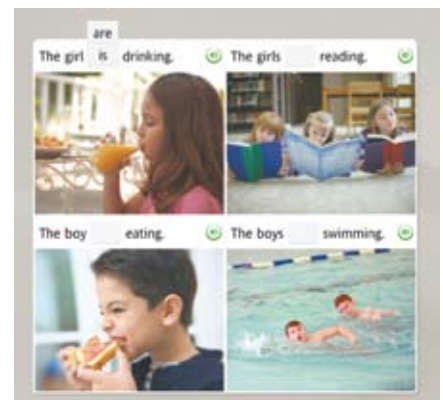 are
The girl is drinking.
The girls reading.
The boy eating.
The boys swimming.